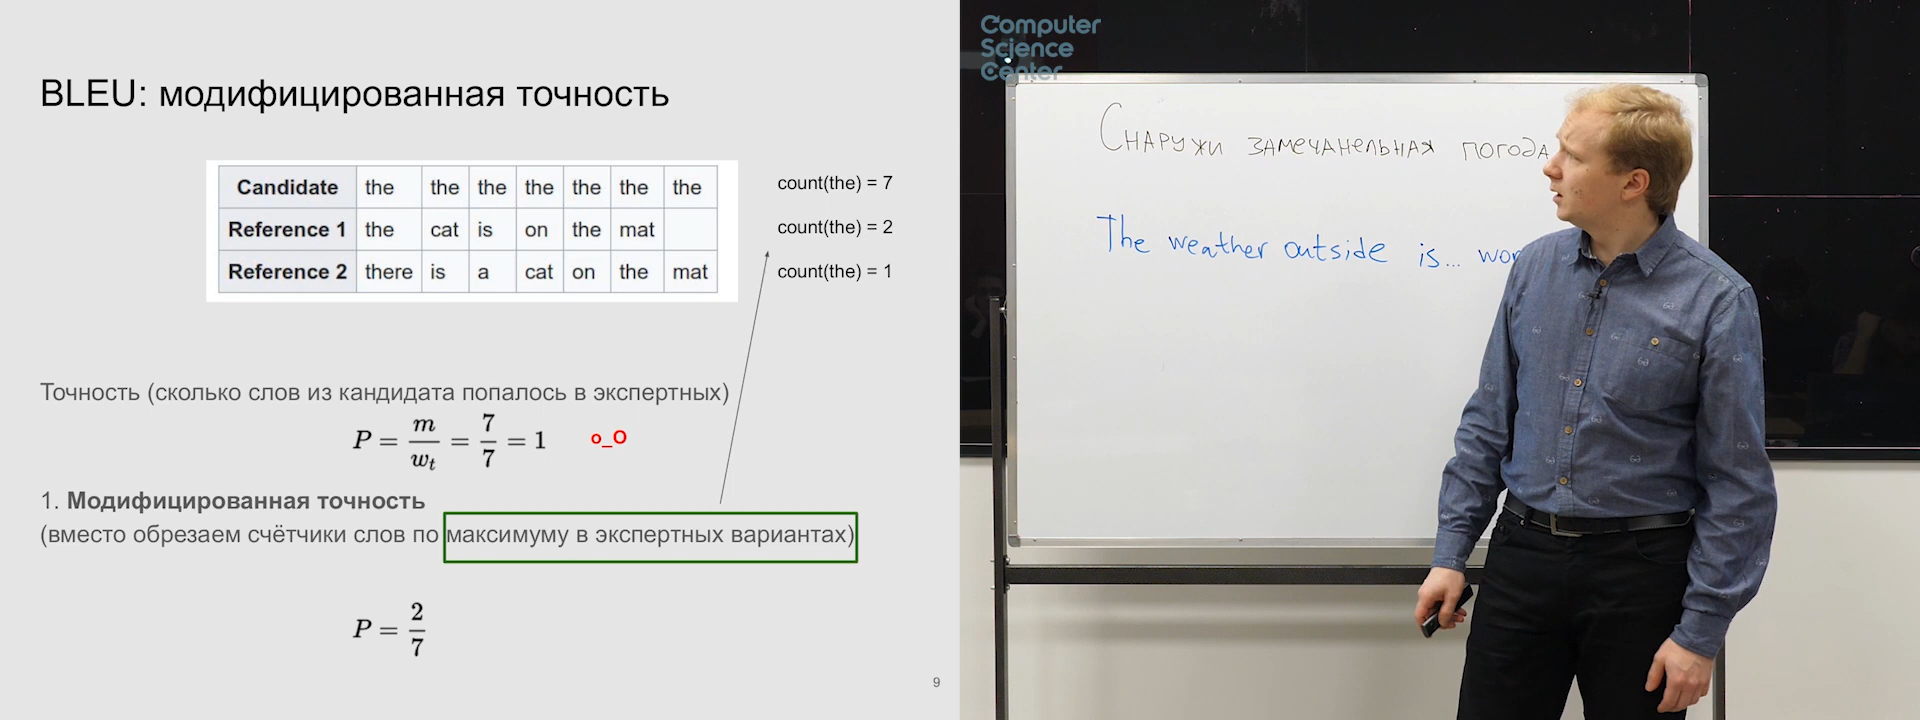 BLEU: модифицированная точность
Candidate the the the the the the the
Reference 1 the cat is on the mat
Reference 2 there is a cat on the mat
count(the) = 7
count(the) = 2
count(the) = 1
Точность (сколько слов из кандидата попалось в экспертных)
P = m/w_t = 7/7 = 1 o_O
1. Модифицированная точность
(вместо обрезаем счётчики слов по максимуму в экспертных вариантах)
P = 2/7
9
Computer
Science
Center
Снаружи замечанельная погода
The weather outside is... wor